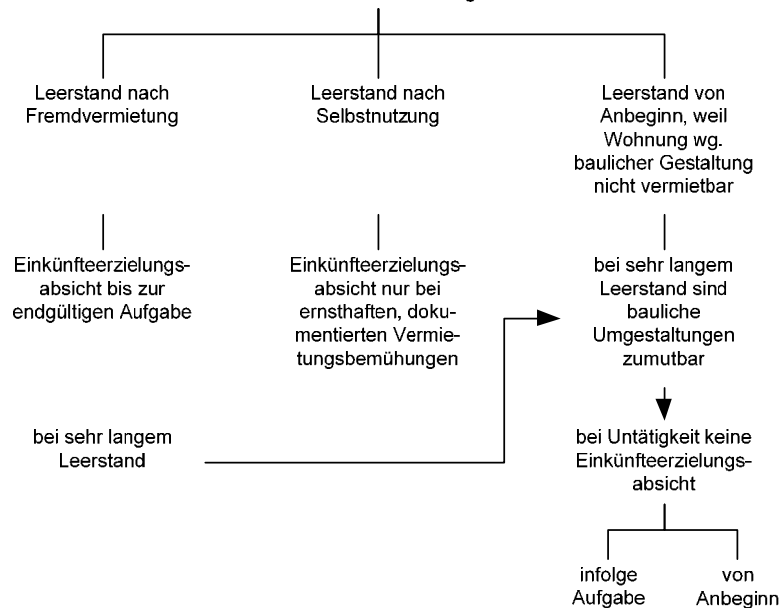 Leerstand nach
Fremdvermietung
Leerstand nach
Selbstnutzung
Leerstand von
Anbeginn, weil
Wohnung wg.
baulicher Gestaltung
nicht vermietbar
Einkünfteerzielungs-
absicht bis zur
endgültigen Aufgabe
Einkünfteerzielungs-
absicht nur bei
ernsthaften, doku-
mentierten Vermie-
tungsbemühungen
bei sehr langem
Leerstand sind
bauliche
Umgestaltungen
zumutbar
bei sehr langem
Leerstand
bei Untätigkeit keine
Einkünfteerzielungs-
absicht
infolge
Aufgabe
von
Anbeginn